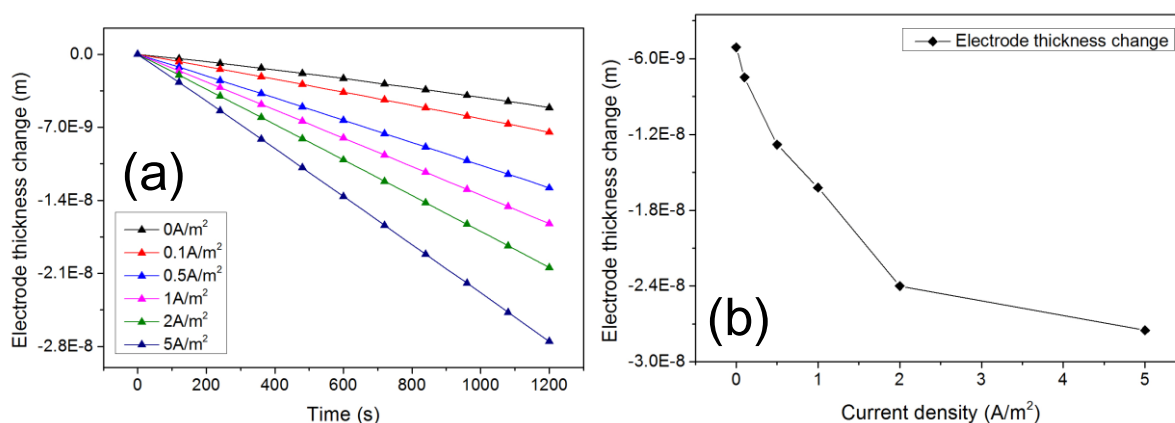 Electrode thickness change (m)
0.0
-7.0E-9
-1.4E-8
-2.1E-8
-2.8E-8
(a)
0A/m²
0.1A/m²
0.5A/m²
1A/m²
2A/m²
5A/m²
0 200 400 600 800 1000 1200
Time (s)
Electrode thickness change (m)
-6.0E-9
-1.2E-8
-1.8E-8
-2.4E-8
-3.0E-8
Electrode thickness change
(b)
0 1 2 3 4 5
Current density (A/m²)